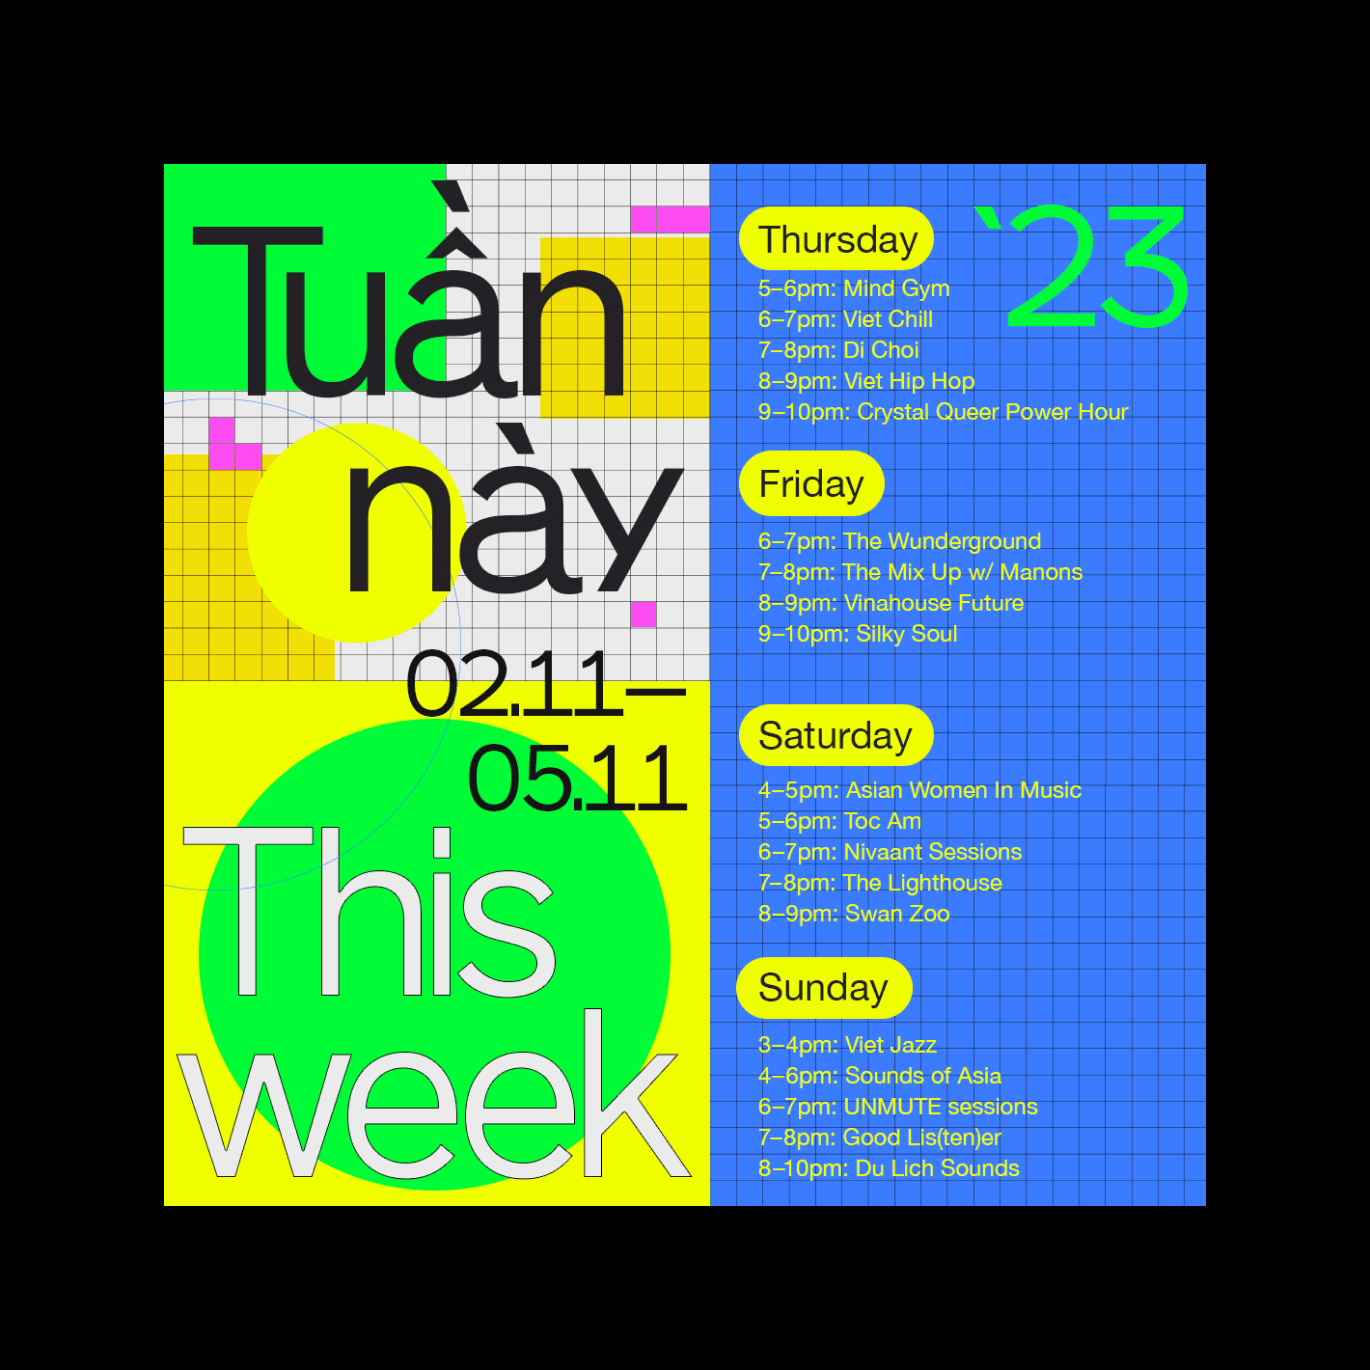 Tuần
này
02.11—
05.11
This
week
‵23
Thursday
5–6pm: Mind Gym
6–7pm: Viet Chill
7–8pm: Di Choi
8–9pm: Viet Hip Hop
9–10pm: Crystal Queer Power Hour
Friday
6–7pm: The Wunderground
7–8pm: The Mix Up w/ Manons
8–9pm: Vinahouse Future
9–10pm: Silky Soul
Saturday
4–5pm: Asian Women In Music
5–6pm: Toc Am
6–7pm: Nivaant Sessions
7–8pm: The Lighthouse
8–9pm: Swan Zoo
Sunday
3–4pm: Viet Jazz
4–6pm: Sounds of Asia
6–7pm: UNMUTE sessions
7–8pm: Good Lis(ten)er
8–10pm: Du Lich Sounds